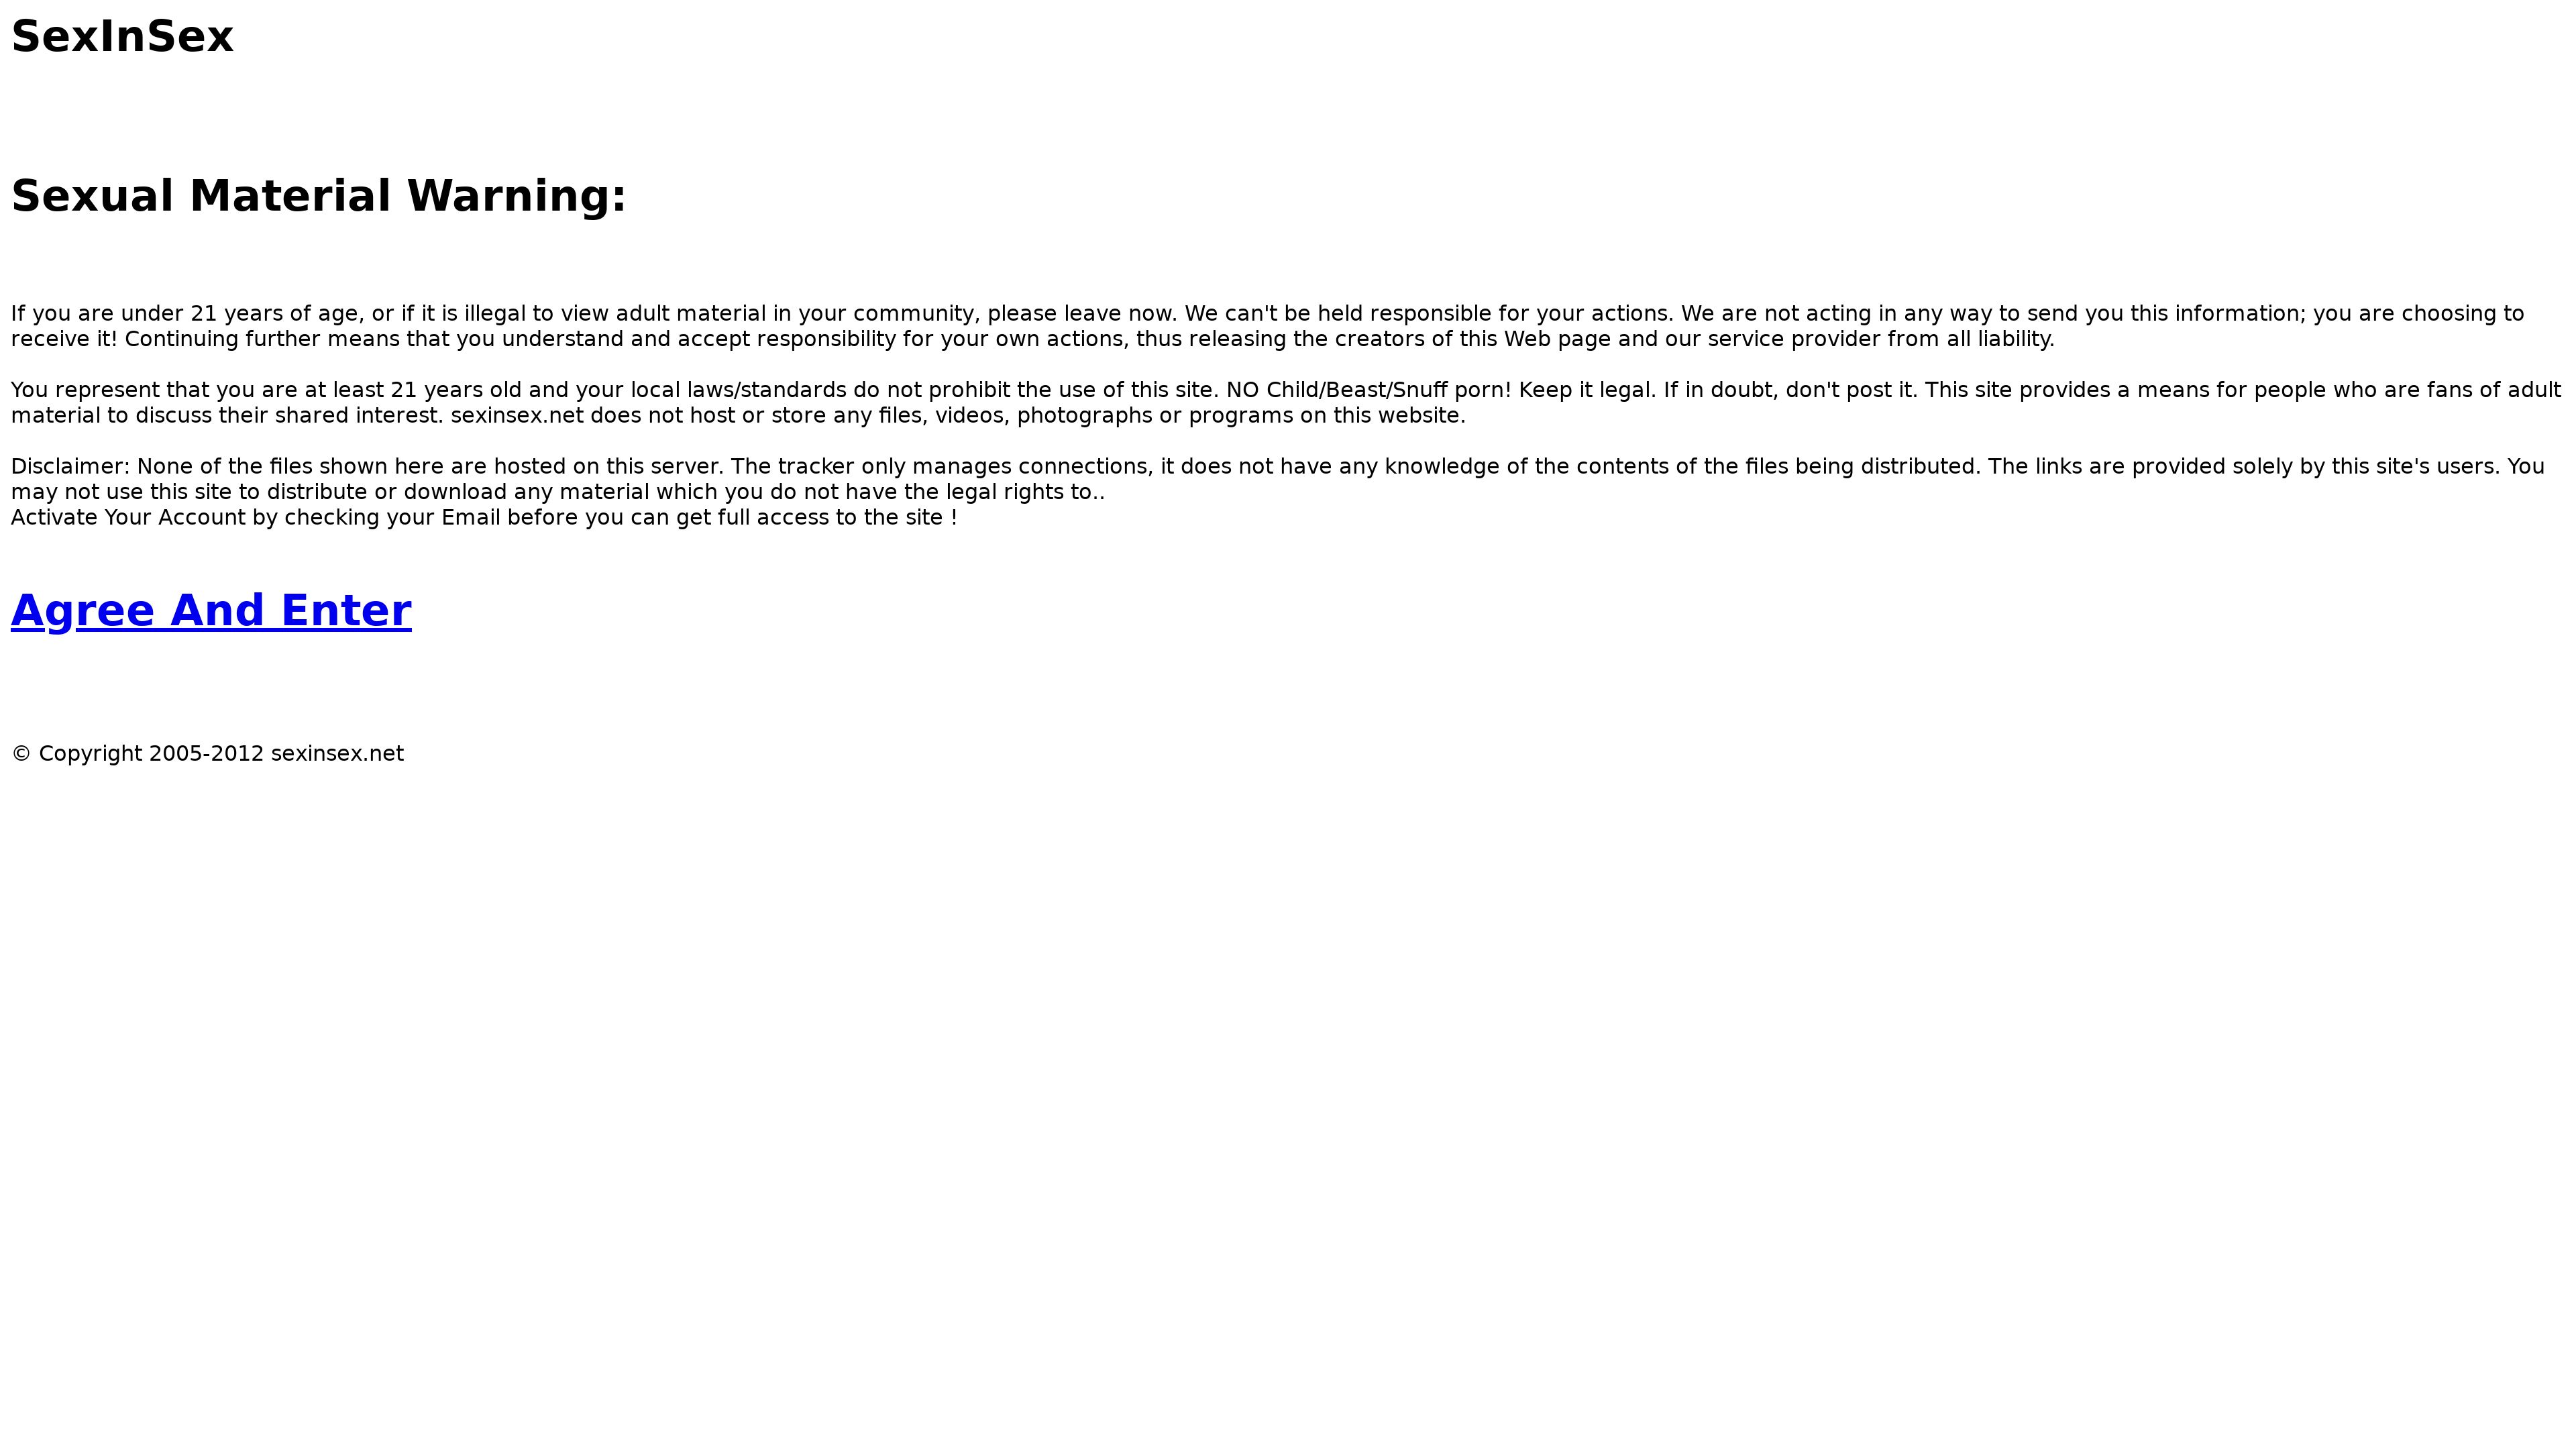 SexInSex
Sexual Material Warning:
If you are under 21 years of age, or if it is illegal to view adult material in your community, please leave now. We can't be held responsible for your actions. We are not acting in any way to send you this information; you are choosing to
receive it! Continuing further means that you understand and accept responsibility for your own actions, thus releasing the creators of this Web page and our service provider from all liability.
You represent that you are at least 21 years old and your local laws/standards do not prohibit the use of this site. NO Child/Beast/Snuff porn! Keep it legal. If in doubt, don't post it. This site provides a means for people who are fans of adult
material to discuss their shared interest. sexinsex.net does not host or store any files, videos, photographs or programs on this website.
Disclaimer: None of the files shown here are hosted on this server. The tracker only manages connections, it does not have any knowledge of the contents of the files being distributed. The links are provided solely by this site's users. You
may not use this site to distribute or download any material which you do not have the legal rights to..
Activate Your Account by checking your Email before you can get full access to the site !
Agree And Enter
© Copyright 2005-2012 sexinsex.net